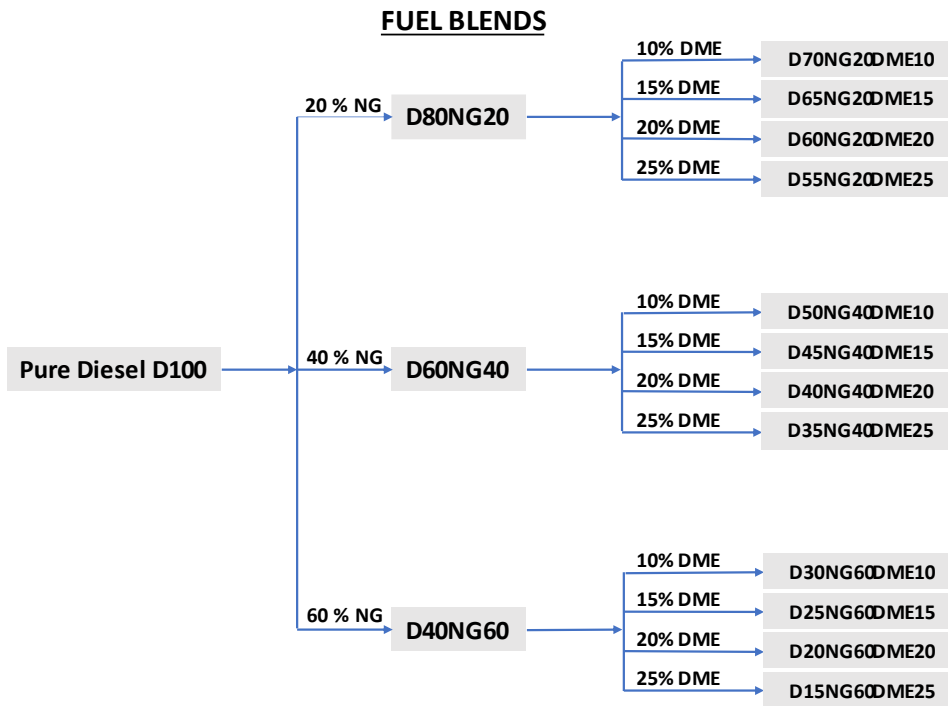 FUEL BLENDS
Pure Diesel D100
20 % NG
D80NG20
10% DME
D70NG20DME10
15% DME
D65NG20DME15
20% DME
D60NG20DME20
25% DME
D55NG20DME25
40 % NG
D60NG40
10% DME
D50NG40DME10
15% DME
D45NG40DME15
20% DME
D40NG40DME20
25% DME
D35NG40DME25
60 % NG
D40NG60
10% DME
D30NG60DME10
15% DME
D25NG60DME15
20% DME
D20NG60DME20
25% DME
D15NG60DME25